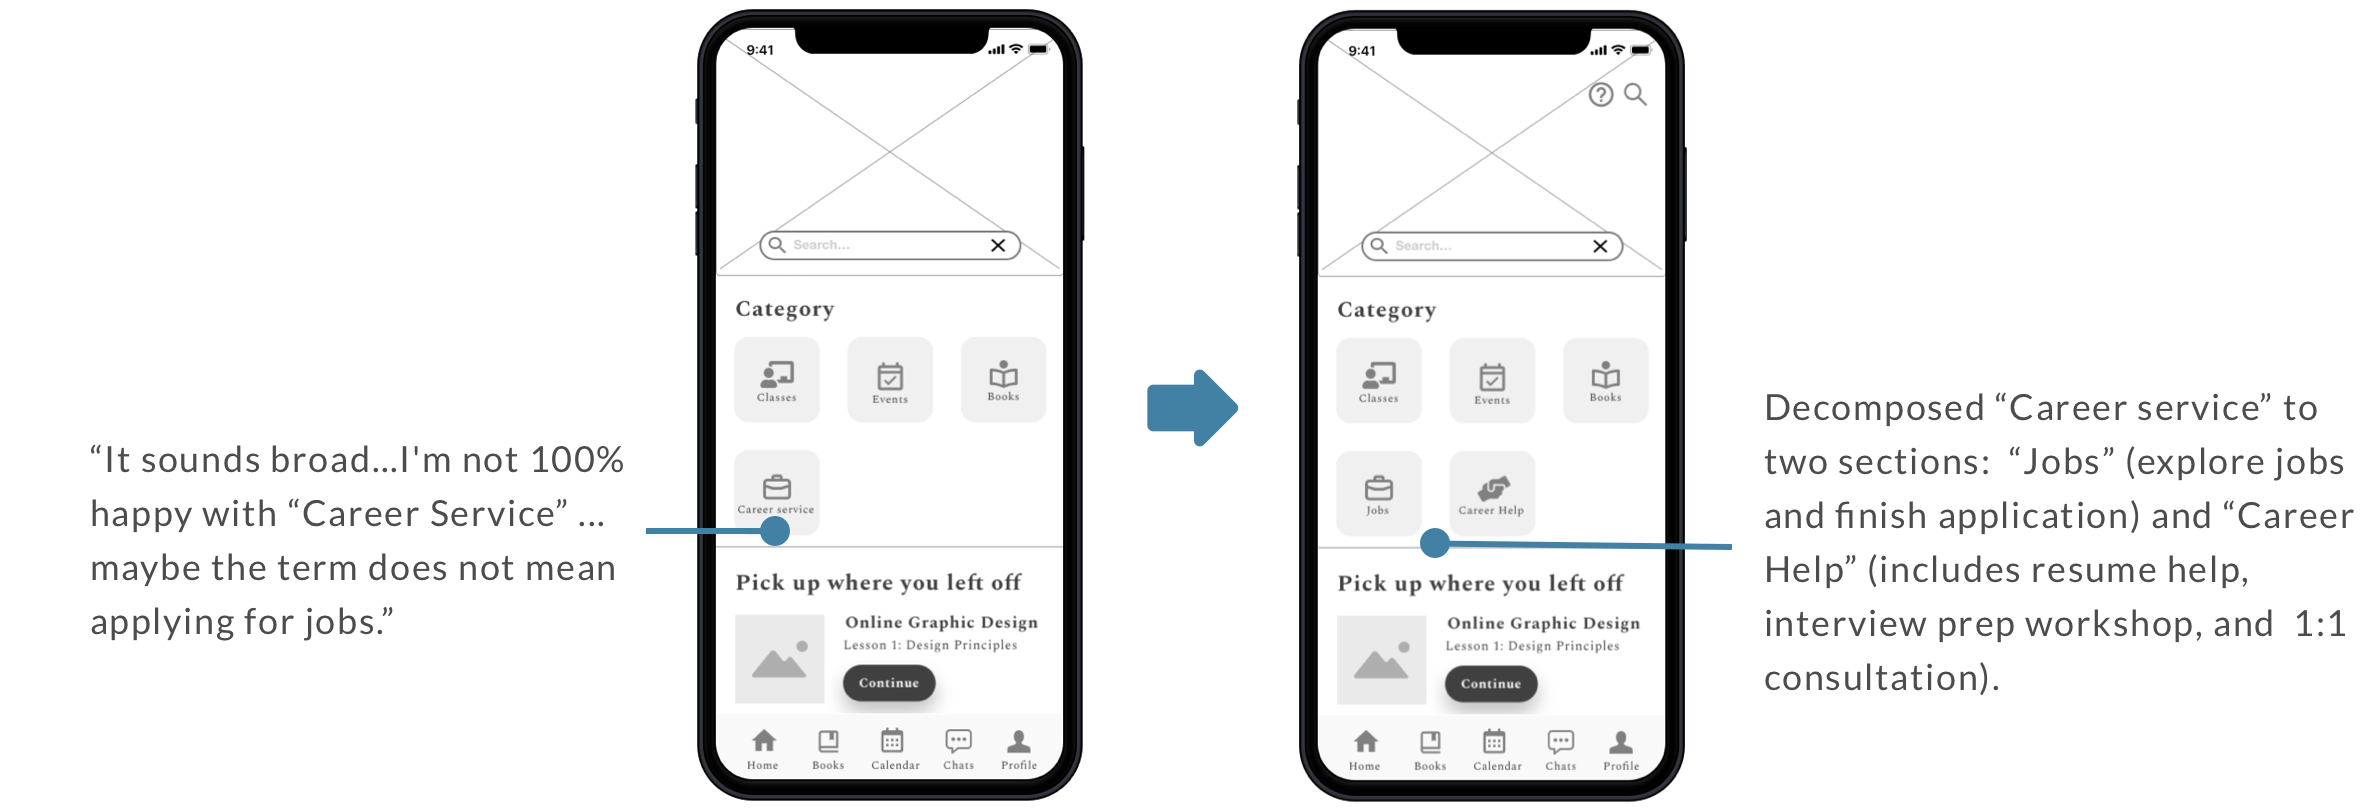 “It sounds broad...I'm not 100%
happy with “Career Service” ...
maybe the term does not mean
applying for jobs.”
9:41
Search...
Category
Classes
Events
Books
Career service
Pick up where you left off
Online Graphic Design
Lesson 1: Design Principles
Continue
Home
Books
Calendar
Chats
Profile
9:41
Search...
Category
Classes
Events
Books
Jobs
Career Help
Pick up where you left off
Online Graphic Design
Lesson 1: Design Principles
Continue
Home
Books
Calendar
Chats
Profile
Decomposed “Career service” to
two sections:  “Jobs” (explore jobs
and finish application) and “Career
Help” (includes resume help,
interview prep workshop, and  1:1
consultation).